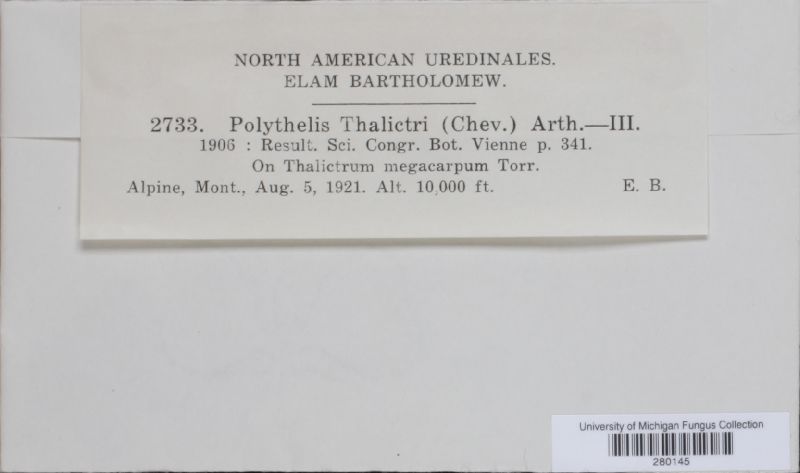 NORTH AMERICAN UREDINALES.
ELAM BARTHOLOMEW.
2733. Polythelis Thalictri (Chev.) Arth.—III.
1906 : Result. Sci. Congr. Bot. Vienne p. 341.
On Thalictrum megacarpum Torr.
Alpine, Mont., Aug. 5, 1921. Alt. 10,000 ft. E. B.
University of Michigan Fungus Collection
280145